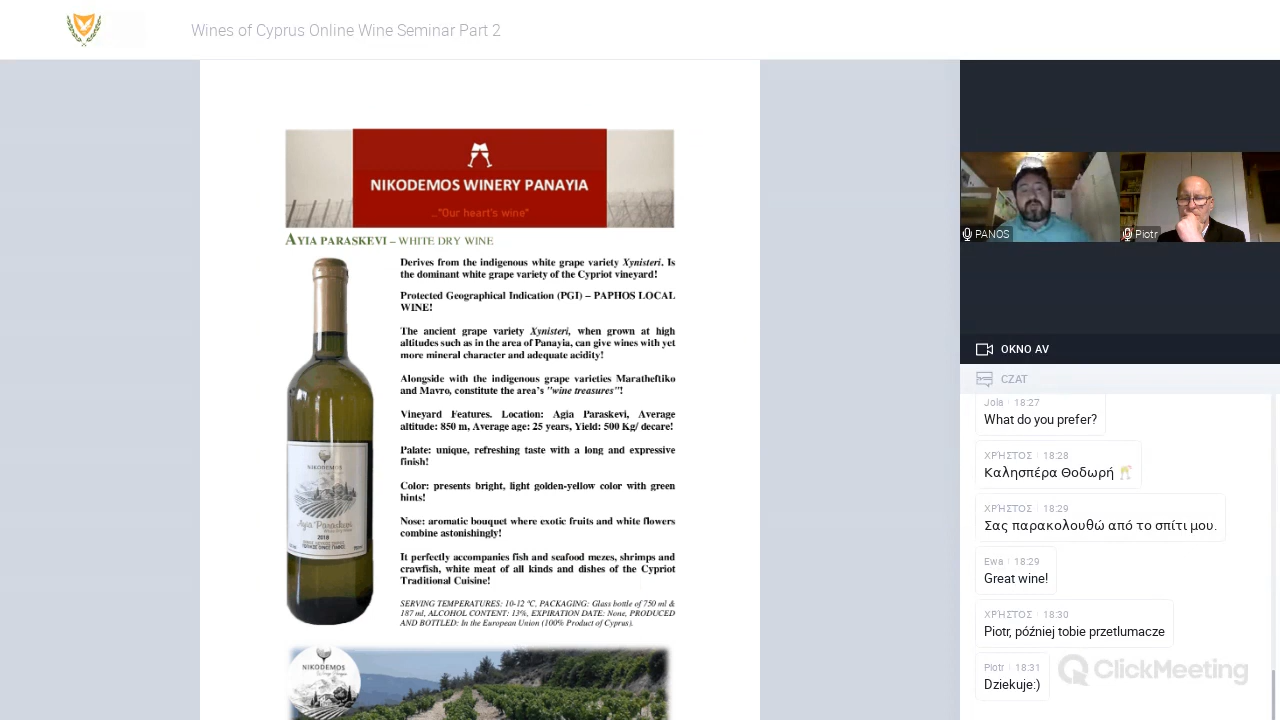 Wines of Cyprus Online Wine Seminar Part 2
NIKODEMOS WINERY PANAYIA
..."Our heart's wine"
AYIA PARASKEVI – WHITE DRY WINE
Derives from the indigenous white grape variety Xynisteri. Is
the dominant white grape variety of the Cypriot vineyard!
Protected Geographical Indication (PGI) – PAPHOS LOCAL
WINE!
The ancient grape variety Xynisteri, when grown at high
altitudes such as in the area of Panayia, can give wines with yet
more mineral character and adequate acidity!
Alongside with the indigenous grape varieties Maratheftiko
and Mavro, constitute the area's "wine treasures"!
Vineyard Features. Location: Agia Paraskevi, Average
altitude: 850 m, Average age: 25 years, Yield: 500 Kg/ decare!
Palate: unique, refreshing taste with a long and expressive
finish!
Color: presents bright, light golden-yellow color with green
hints!
Nose: aromatic bouquet where exotic fruits and white flowers
combine astonishingly!
It perfectly accompanies fish and seafood mezes, shrimps and
crawfish, white meat of all kinds and dishes of the Cypriot
Traditional Cuisine!
SERVING TEMPERATURES: 10-12 ºC, PACKAGING: Glass bottle of 750 ml &
187 ml, ALCOHOL CONTENT: 13%, EXPIRATION DATE: None, PRODUCED
AND BOTTLED: In the European Union (100% Product of Cyprus).
NIKODEMOS
Ayia Paraskevi
2018
NIKODEMOS
PANOS
Piotr
OKNO AV
CZAT
Jola 18:27
What do you prefer?
ΧΡΉΣΤΟΣ 18:28
Καλησπέρα Θοδωρή 🥂
ΧΡΉΣΤΟΣ 18:29
Σας παρακολουθώ από το σπίτι μου.
Ewa 18:29
Great wine!
ΧΡΉΣΤΟΣ 18:30
Piotr, później tobie przetlumacze
Piotr 18:31
Dziekuje:)
ClickMeeting